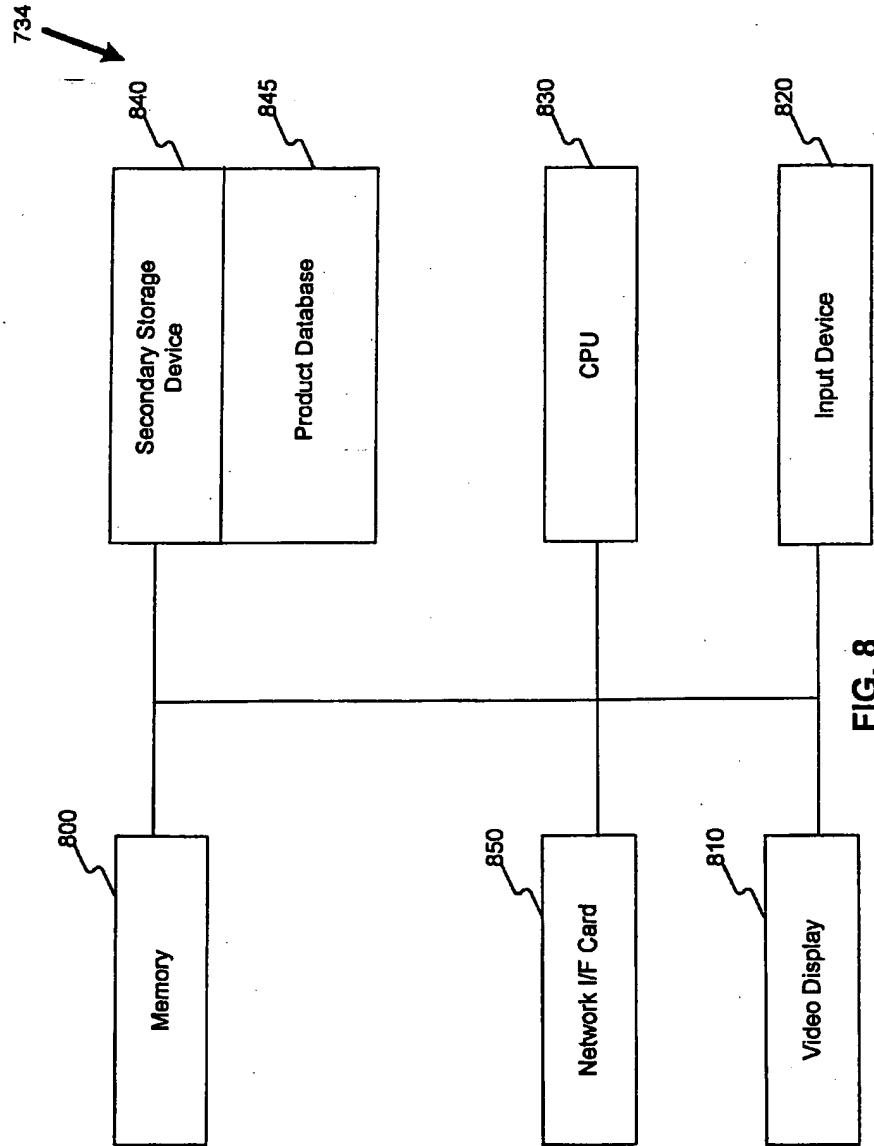 734
840
Secondary Storage
Device
845
Product Database
830
CPU
820
Input Device
800
Memory
850
Network I/F Card
810
Video Display
FIG. 8